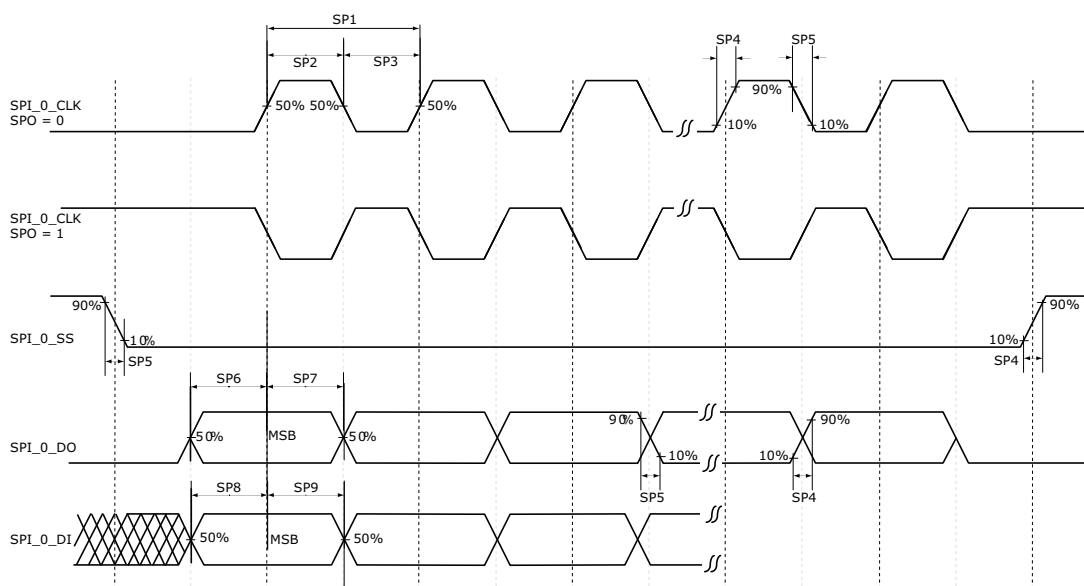 SP1
SP2 SP3
SP4 SP5
SPI_0_CLK
SPO = 0
50% 50% 50%
90%
10% 10%
SPI_0_CLK
SPO = 1
90% 90%
SPI_0_SS
10% 10%
SP5 SP4
SP6 SP7
90% 90%
SPI_0_DO
50% MSB 50%
10% 10%
SP5 SP4
SP8 SP9
SPI_0_DI
50% MSB 50%